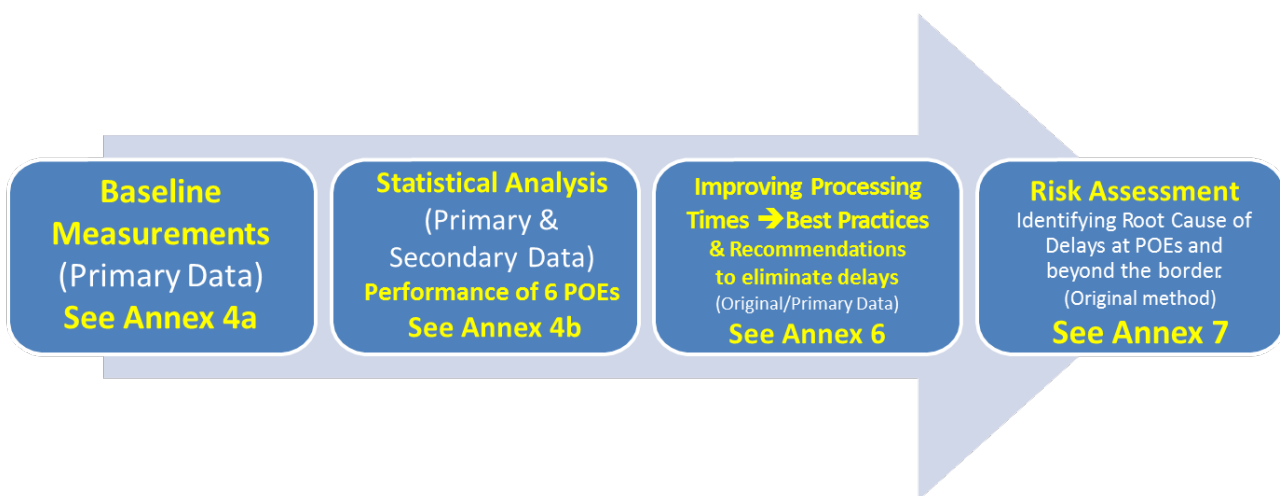 Baseline
Measurements
(Primary Data)
See Annex 4a
Statistical Analysis
(Primary &
Secondary Data)
Performance of 6 POEs
See Annex 4b
Improving Processing
Times ➔Best Practices
& Recommendations
to eliminate delays
(Original/Primary Data)
See Annex 6
Risk Assessment
Identifying Root Cause of
Delays at POEs and
beyond the border.
(Original method)
See Annex 7